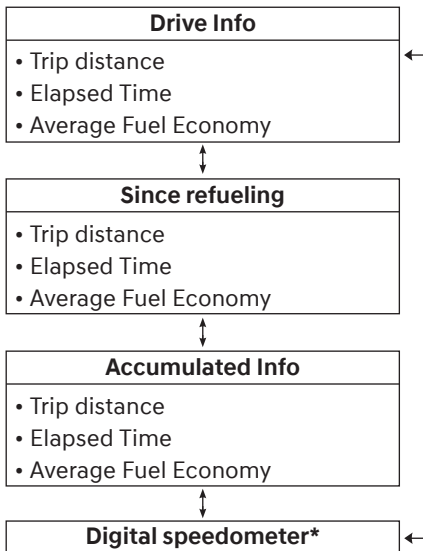 Drive Info
• Trip distance
• Elapsed Time
• Average Fuel Economy
Since refueling
• Trip distance
• Elapsed Time
• Average Fuel Economy
Accumulated Info
• Trip distance
• Elapsed Time
• Average Fuel Economy
Digital speedometer*